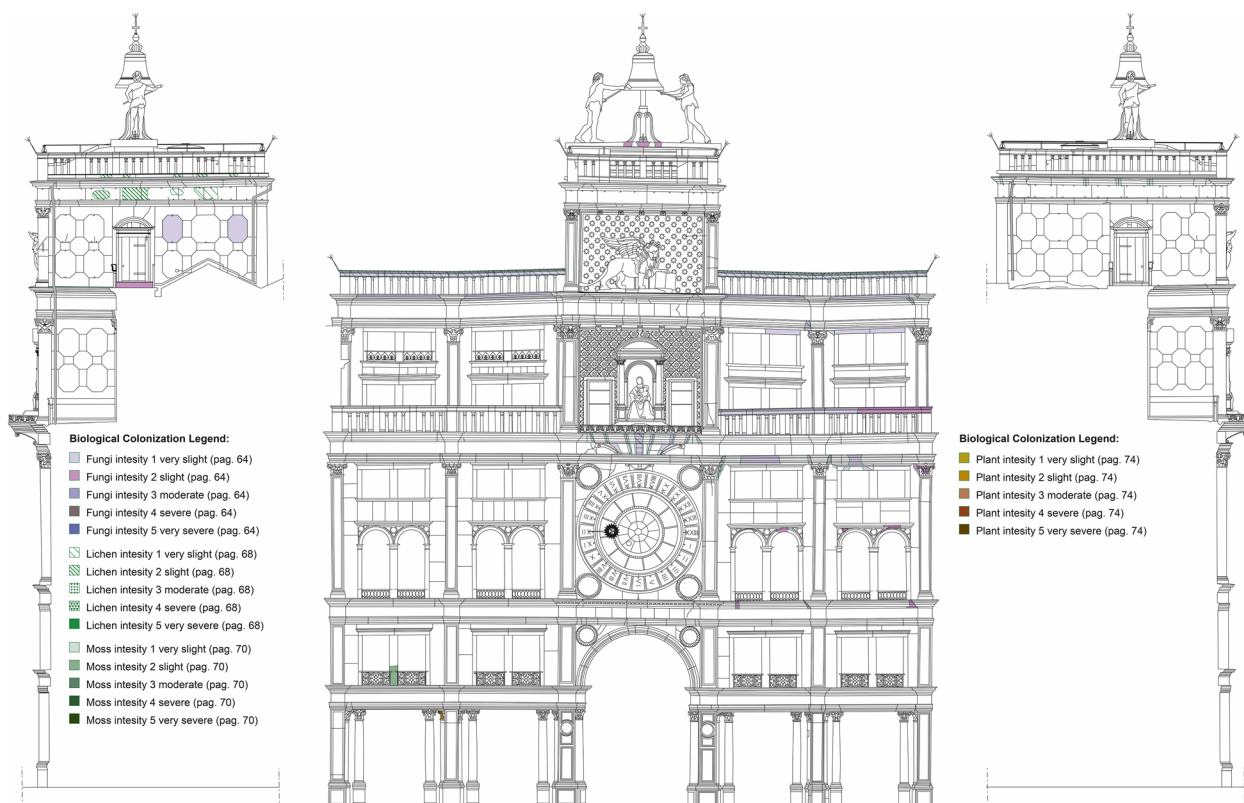 Biological Colonization Legend:
Fungi intesity 1 very slight (pag. 64)
Fungi intesity 2 slight (pag. 64)
Fungi intesity 3 moderate (pag. 64)
Fungi intesity 4 severe (pag. 64)
Fungi intesity 5 very severe (pag. 64)
Lichen intesity 1 very slight (pag. 68)
Lichen intesity 2 slight (pag. 68)
Lichen intesity 3 moderate (pag. 68)
Lichen intesity 4 severe (pag. 68)
Lichen intesity 5 very severe (pag. 68)
Moss intesity 1 very slight (pag. 70)
Moss intesity 2 slight (pag. 70)
Moss intesity 3 moderate (pag. 70)
Moss intesity 4 severe (pag. 70)
Moss intesity 5 very severe (pag. 70)
Biological Colonization Legend:
Plant intesity 1 very slight (pag. 74)
Plant intesity 2 slight (pag. 74)
Plant intesity 3 moderate (pag. 74)
Plant intesity 4 severe (pag. 74)
Plant intesity 5 very severe (pag. 74)